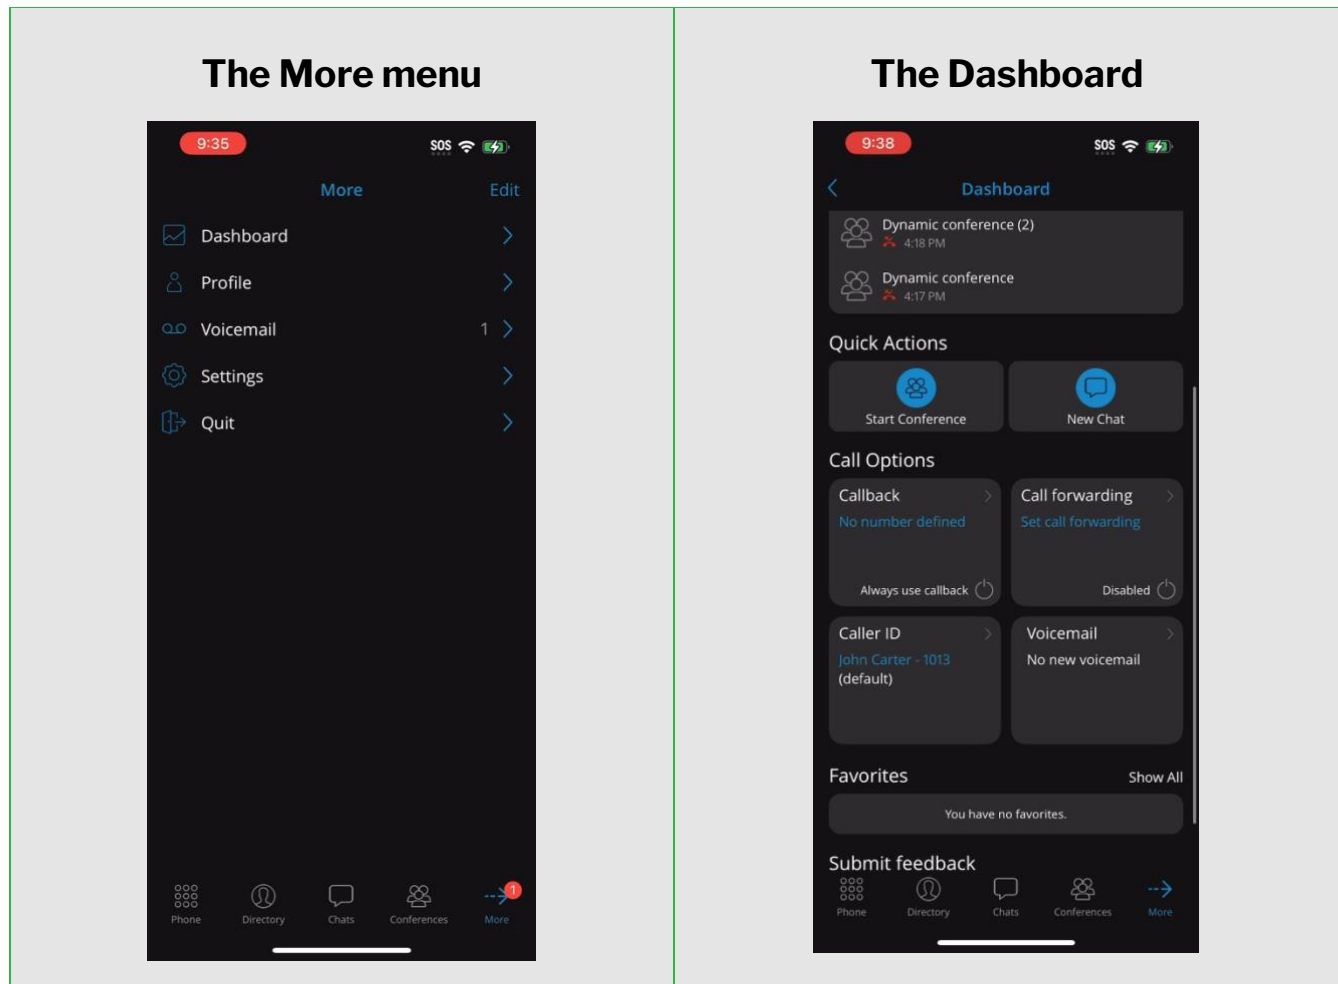 The More menu
9:35
SOS
More
Edit
Dashboard
Profile
Voicemail
1
Settings
Quit
1
Phone
Directory
Chats
Conferences
More
The Dashboard
9:38
SOS
Dashboard
Dynamic conference (2)
4:18 PM
Dynamic conference
4:17 PM
Quick Actions
Start Conference
New Chat
Call Options
Callback
No number defined
Always use callback
Call forwarding
Set call forwarding
Disabled
Caller ID
John Carter - 1013
(default)
Voicemail
No new voicemail
Favorites
Show All
You have no favorites.
Submit feedback
Phone
Directory
Chats
Conferences
More